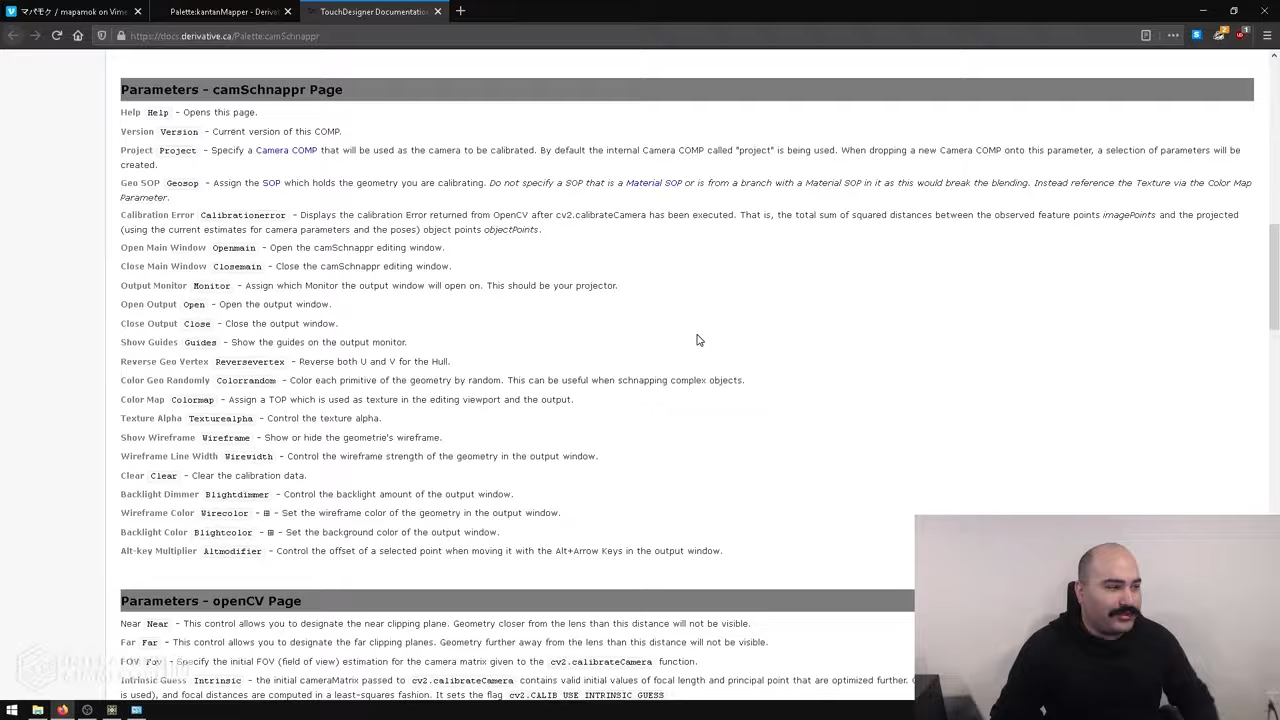 マパモク / mapamok on Vime
Palette:kantanMapper - Derivat
TouchDesigner Documentatio
https://docs.derivative.ca/Palette:camSchnappr
Parameters - camSchnappr Page
Help Help - Opens this page.
Version Version - Current version of this COMP.
Project Project - Specify a Camera COMP that will be used as the camera to be calibrated. By default the internal Camera COMP called "project" is being used. When dropping a new Camera COMP onto this parameter, a selection of parameters will be
created.
Geo SOP Geosop - Assign the SOP which holds the geometry you are calibrating. Do not specify a SOP that is a Material SOP or is from a branch with a Material SOP in it as this would break the blending. Instead reference the Texture via the Color Map
Parameter.
Calibration Error Calibrationerror - Displays the calibration Error returned from OpenCV after cv2.calibrateCamera has been executed. That is, the total sum of squared distances between the observed feature points imagePoints and the projected
(using the current estimates for camera parameters and the poses) object points objectPoints.
Open Main Window Openmain - Open the camSchnappr editing window.
Close Main Window Closemain - Close the camSchnappr editing window.
Output Monitor Monitor - Assign which Monitor the output window will open on. This should be your projector.
Open Output Open - Open the output window.
Close Output Close - Close the output window.
Show Guides Guides - Show the guides on the output monitor.
Reverse Geo Vertex Reversevertex - Reverse both U and V for the Hull.
Color Geo Randomly Colorrandom - Color each primitive of the geometry by random. This can be useful when schnapping complex objects.
Color Map Colormap - Assign a TOP which is used as texture in the editing viewport and the output.
Texture Alpha Texturealpha - Control the texture alpha.
Show Wireframe Wireframe - Show or hide the geometrie's wireframe.
Wireframe Line Width Wirewidth - Control the wireframe strength of the geometry in the output window.
Clear Clear - Clear the calibration data.
Backlight Dimmer Blightdimmer - Control the backlight amount of the output window.
Wireframe Color Wirecolor - ⊞ - Set the wireframe color of the geometry in the output window.
Backlight Color Blightcolor - ⊞ - Set the background color of the output window.
Alt-key Multiplier Altmodifier - Control the offset of a selected point when moving it with the Alt+Arrow Keys in the output window.
Parameters - openCV Page
Near Near - This control allows you to designate the near clipping plane. Geometry closer from the lens than this distance will not be visible.
Far Far - This control allows you to designate the far clipping planes. Geometry further away from the lens than this distance will not be visible.
FOV Fov - Specify the initial FOV (field of view) estimation for the camera matrix given to the cv2.calibrateCamera function.
Intrinsic Guess Intrinsic - the initial cameraMatrix passed to cv2.calibrateCamera contains valid initial values of focal length and principal point that are optimized further.
is used), and focal distances are computed in a least-squares fashion. It sets the flag cv2.CALIB_USE_INTRINSIC_GUESS